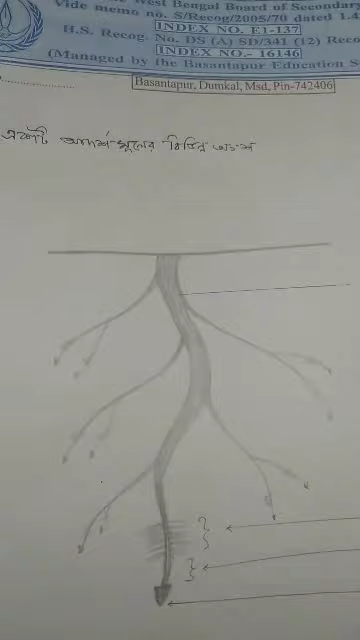 West Bengal Board of Secondary
Vide memo no. S/Recog/2005/70 dated 1.4
INDEX NO. E1-137
H.S. Recog. No. DS (A) SD/341 (12) Reco
INDEX NO.- 16146
(Managed by the Basantapur Education S
Basantapur, Dumkal, Msd, Pin-742406
একটি আদর্শ মূলের বিভিন্ন অংশ